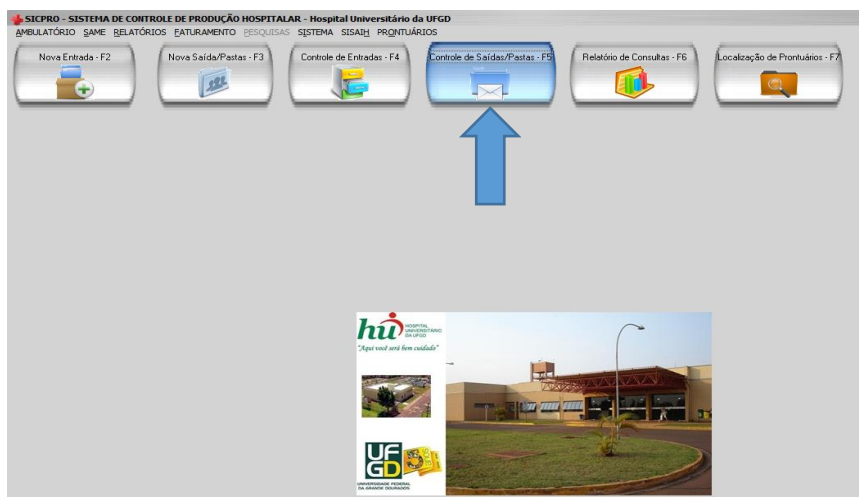 SICPRO - SISTEMA DE CONTROLE DE PRODUÇÃO HOSPITALAR - Hospital Universitário da UFGD
AMBULATÓRIO SAME RELATÓRIOS FATURAMENTO PESQUISAS SISTEMA SISAIH PRONTUÁRIOS
Nova Entrada - F2 Nova Saída/Pastas - F3 Controle de Entradas - F4 Controle de Saídas/Pastas - F5 Relatório de Consultas - F6 Localização de Prontuários - F7
hu HOSPITAL
UNIVERSITÁRIO
DA UFGD
"Aqui você será bem cuidado"
UF
GD
UNIVERSIDADE FEDERAL
DA GRANDE DOURADOS